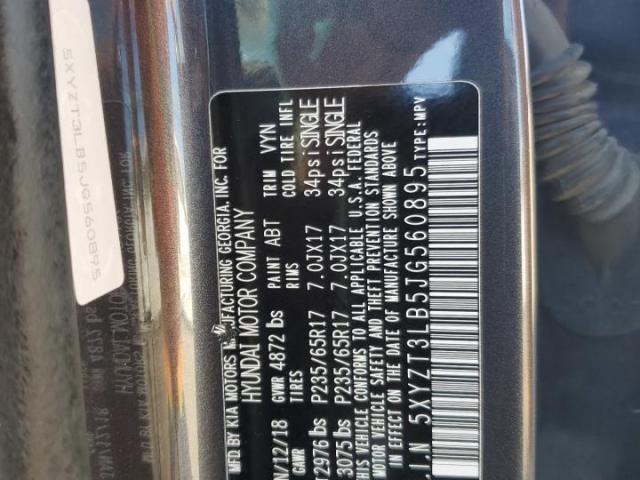 MFD.BY KIA MOTORS MANUFACTURING GEORGIA, INC. FOR
HYUNDAI MOTOR COMPANY
N/12/18 GVWR 4872 lbs PAINT ABT TRIM VYN
GAWR TIRES RIMS COLD TIRE INFL
2976 lbs P235/65R17 7.0JX17 34psi SINGLE
3075 lbs P235/65R17 7.0JX17 34psi SINGLE
THIS VEHICLE CONFORMS TO ALL APPLICABLE U.S.A. FEDERAL
MOTOR VEHICLE SAFETY AND THEFT PREVENTION STANDARDS
IN EFFECT ON THE DATE OF MANUFACTURE SHOWN ABOVE
5XYZT3LB5JG560895 TYPE:MPV
5XYZT3LB5JG560895